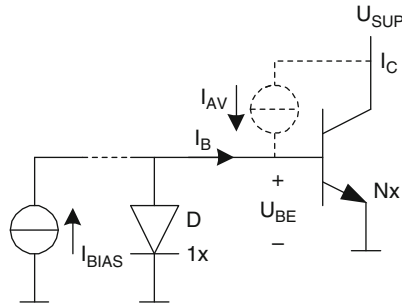 U_SUP
I_C
I_AV
I_B
+
Nx
U_BE
D
–
I_BIAS
1x